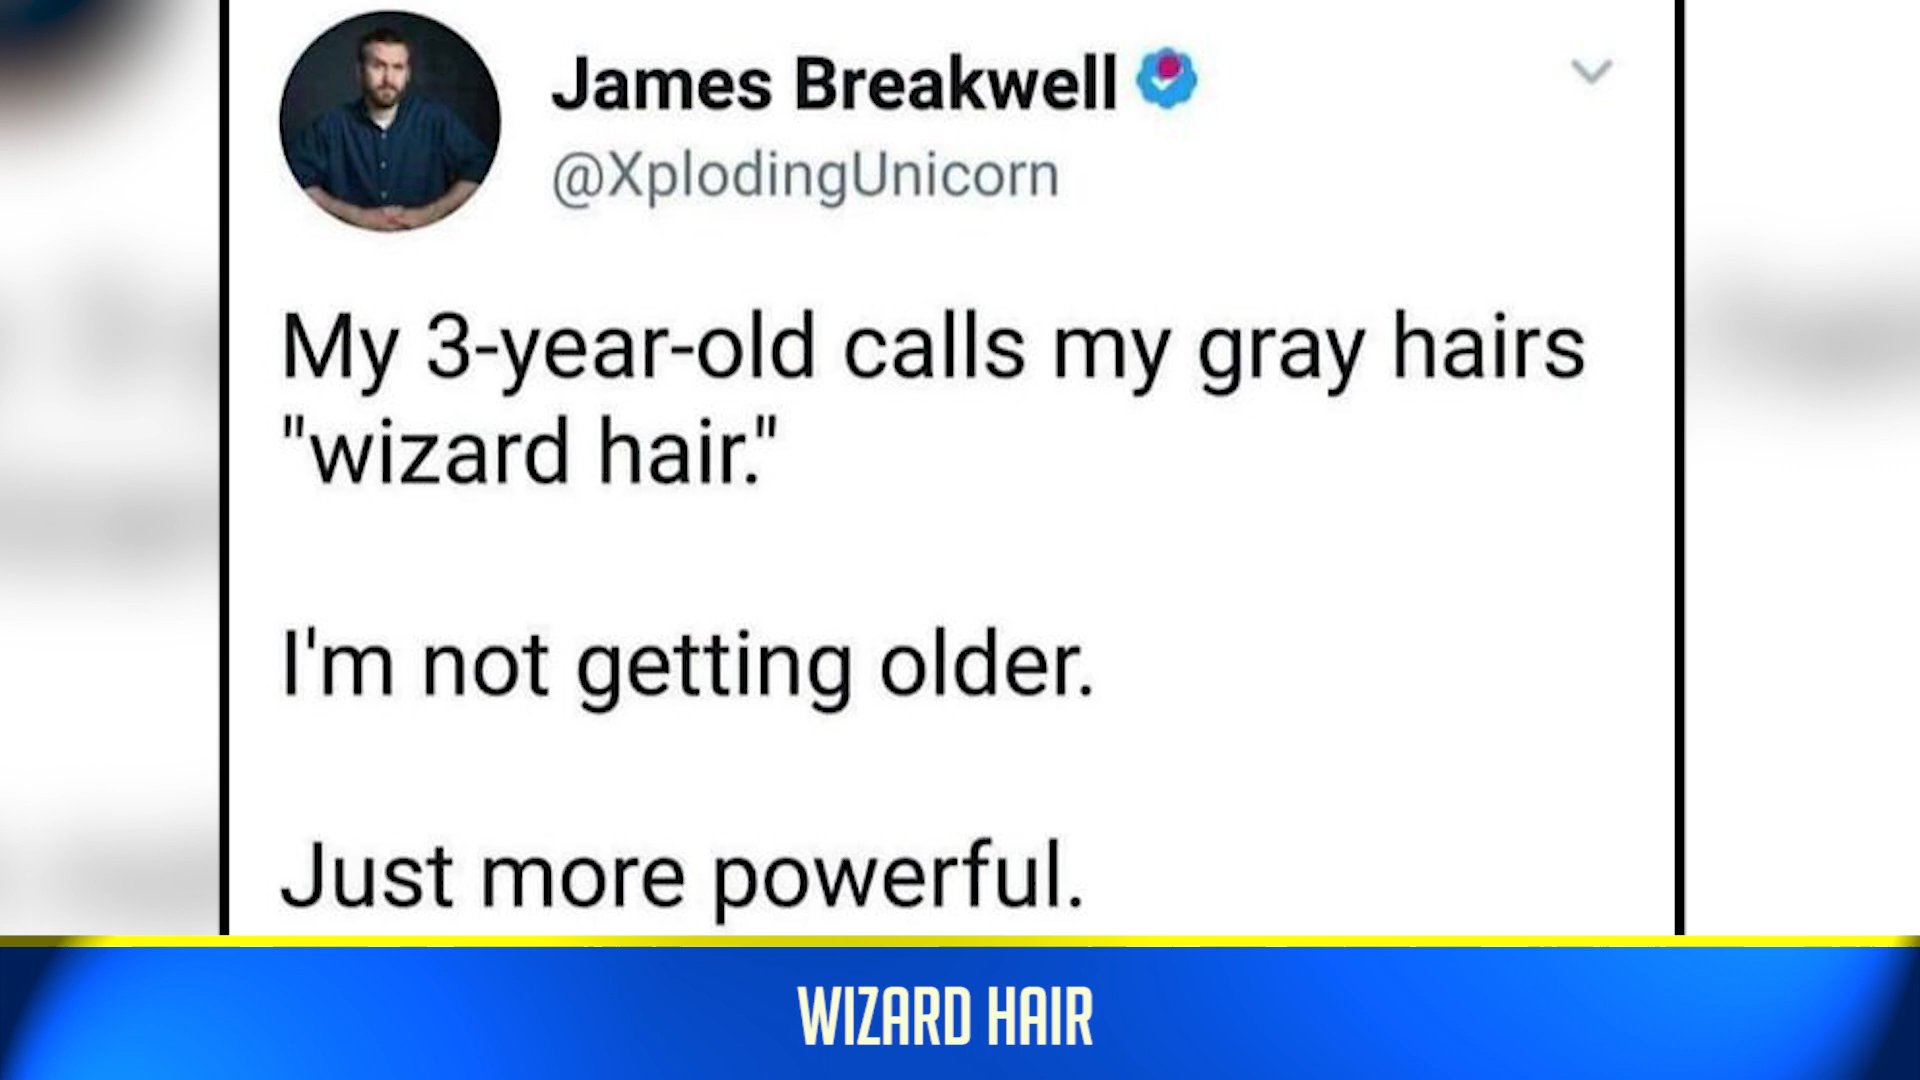 James Breakwell
@XplodingUnicorn
My 3-year-old calls my gray hairs
"wizard hair."
I'm not getting older.
Just more powerful.
WIZARD HAIR